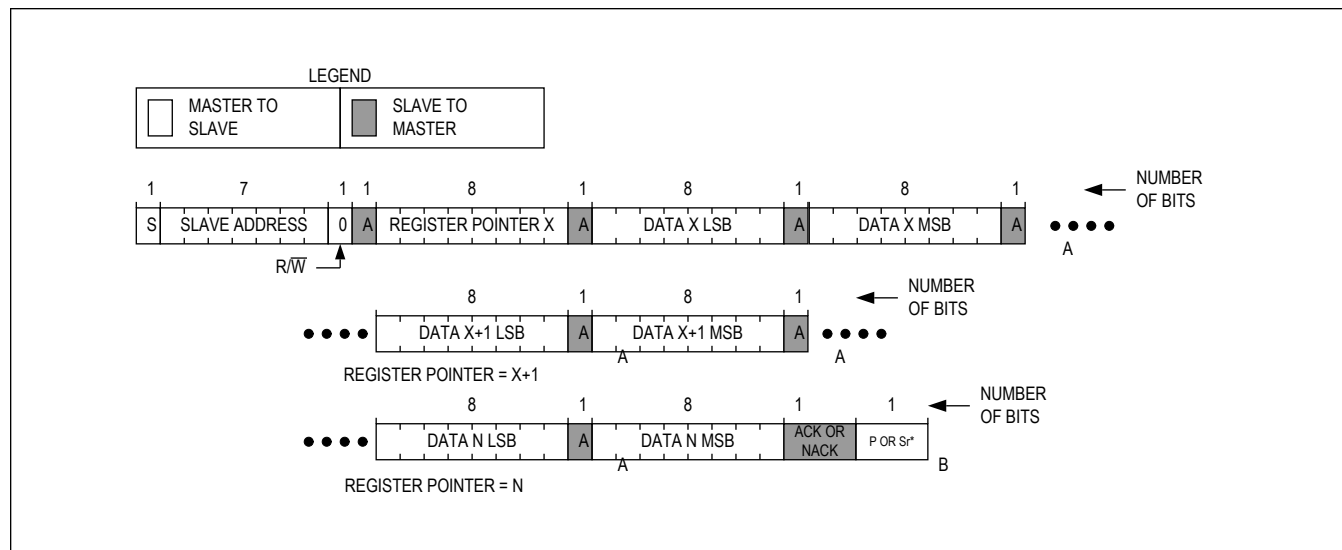 LEGEND
MASTER TO SLAVE TO
SLAVE MASTER
1 7 1 1 8 1 8 1 8 1 NUMBER
OF BITS
S SLAVE ADDRESS 0 A REGISTER POINTER X A DATA X LSB A DATA X MSB A
A
R/W̅
8 1 8 1 NUMBER
OF BITS
DATA X+1 LSB A DATA X+1 MSB A
A A
REGISTER POINTER = X+1
8 1 8 1 1 NUMBER
OF BITS
DATA N LSB A DATA N MSB ACK OR NACK P OR Sr*
A B
REGISTER POINTER = N